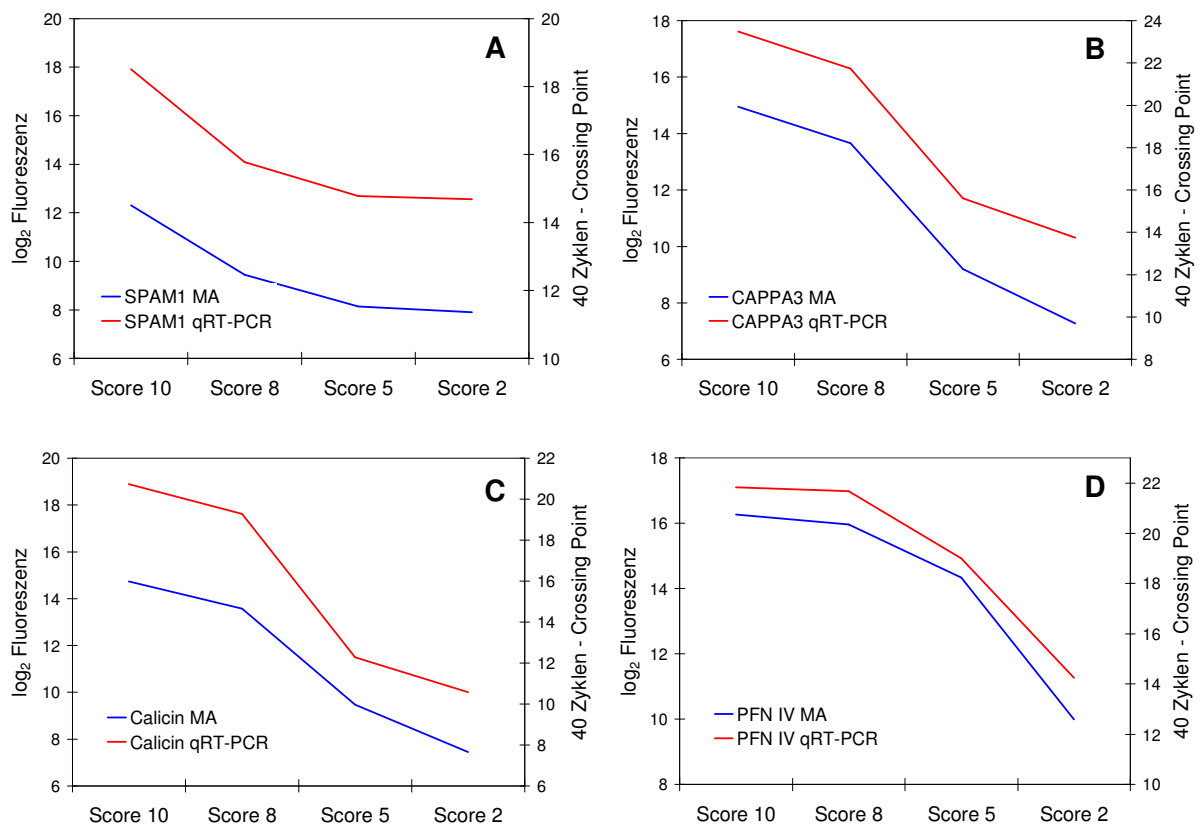 A
log₂ Fluoreszenz
20
18
16
14
12
10
8
6
20
18
16
14
12
10
40 Zyklen - Crossing Point
SPAM1 MA
SPAM1 qRT-PCR
Score 10 Score 8 Score 5 Score 2
B
log₂ Fluoreszenz
18
16
14
12
10
8
6
24
22
20
18
16
14
12
10
8
40 Zyklen - Crossing Point
CAPPA3 MA
CAPPA3 qRT-PCR
Score 10 Score 8 Score 5 Score 2
C
log₂ Fluoreszenz
20
18
16
14
12
10
8
6
22
20
18
16
14
12
10
8
6
40 Zyklen - Crossing Point
Calicin MA
Calicin qRT-PCR
Score 10 Score 8 Score 5 Score 2
D
log₂ Fluoreszenz
18
16
14
12
10
8
22
20
18
16
14
12
10
40 Zyklen - Crossing Point
PFN IV MA
PFN IV qRT-PCR
Score 10 Score 8 Score 5 Score 2